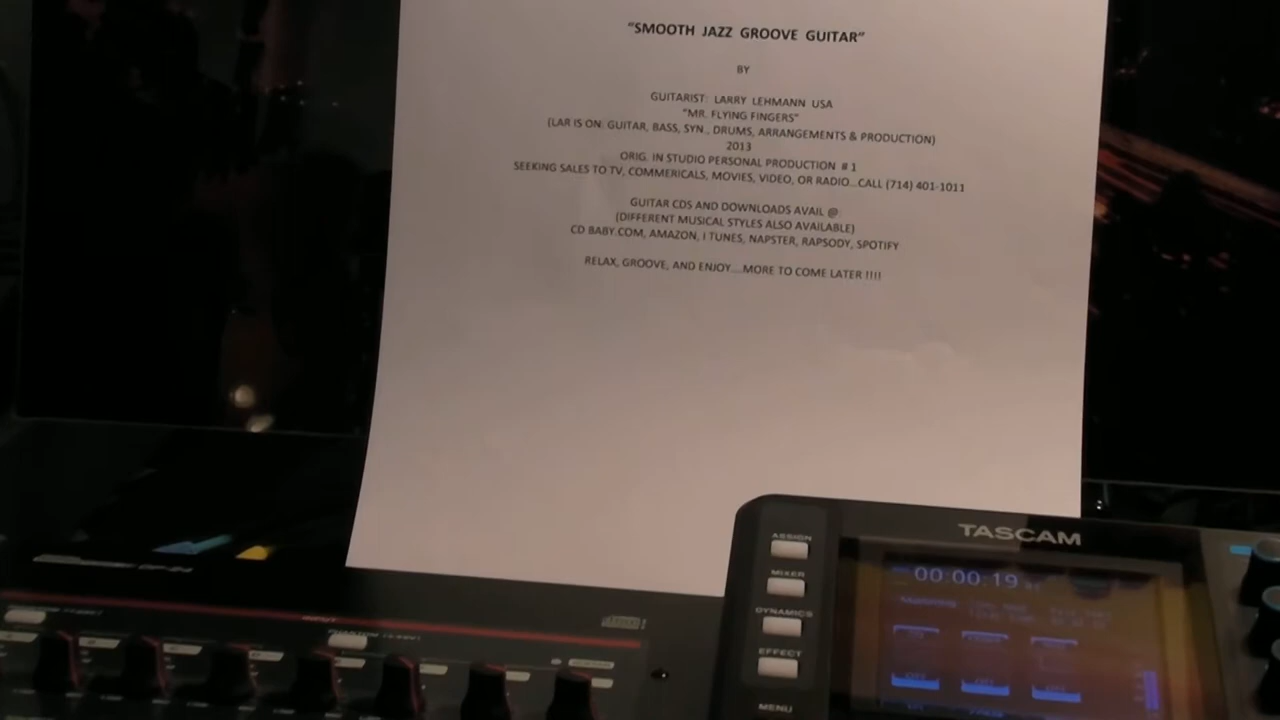 "SMOOTH JAZZ GROOVE GUITAR"
BY
GUITARIST: LARRY LEHMANN USA
"MR. FLYING FINGERS"
(LAR IS ON: GUITAR, BASS, SYN., DRUMS, ARRANGEMENTS & PRODUCTION)
2013
ORIG. IN STUDIO PERSONAL PRODUCTION # 1
SEEKING SALES TO TV, COMMERICALS, MOVIES, VIDEO, OR RADIO...CALL (714) 401-1011
GUITAR CDS AND DOWNLOADS AVAIL @
(DIFFERENT MUSICAL STYLES ALSO AVAILABLE)
CD BABY.COM, AMAZON, I TUNES, NAPSTER, RAPSODY, SPOTIFY
RELAX, GROOVE, AND ENJOY....MORE TO COME LATER !!!!
TASCAM
ASSIGN
MIXER
DYNAMICS
EFFECT
MENU
00:00:19